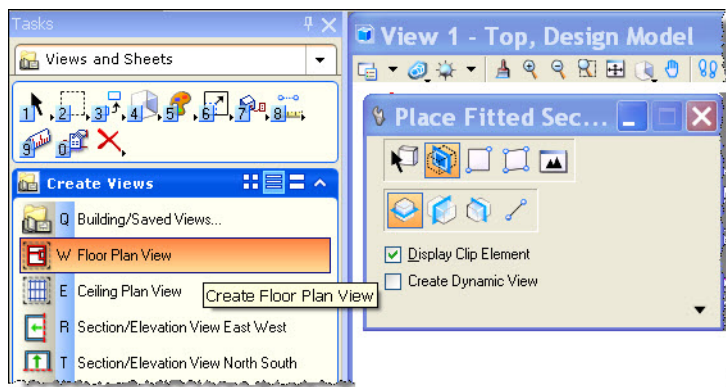 Tasks
Views and Sheets
1 2 3 4 5 6 7 8
9 0
Create Views
Q Building/Saved Views...
W Floor Plan View
E Ceiling Plan View
Create Floor Plan View
R Section/Elevation View East West
T Section/Elevation View North South
View 1 - Top, Design Model
Place Fitted Sec...
Display Clip Element
Create Dynamic View